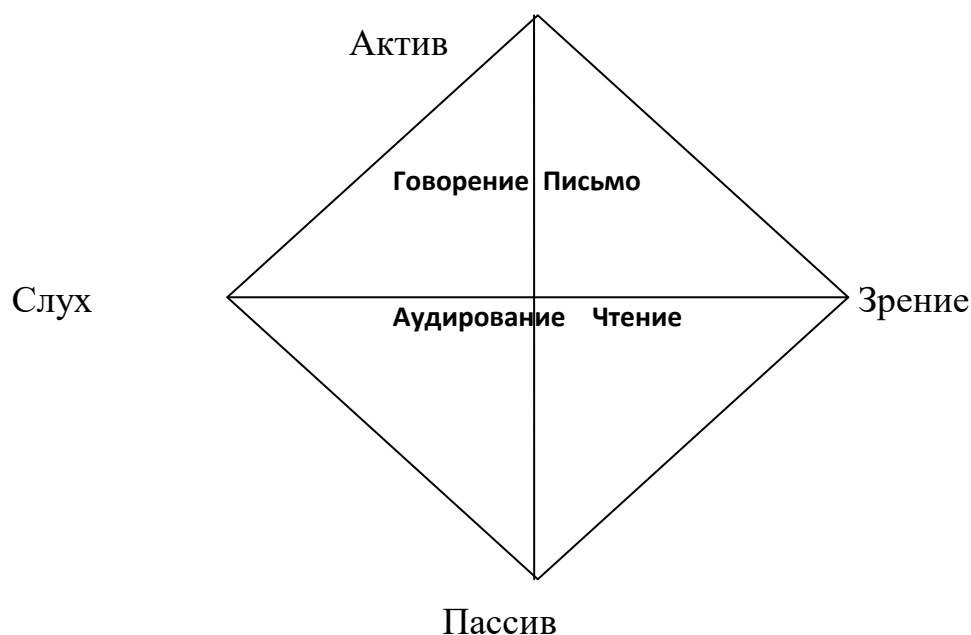 Актив
Говорение Письмо
Слух
Зрение
Аудирование Чтение
Пассив